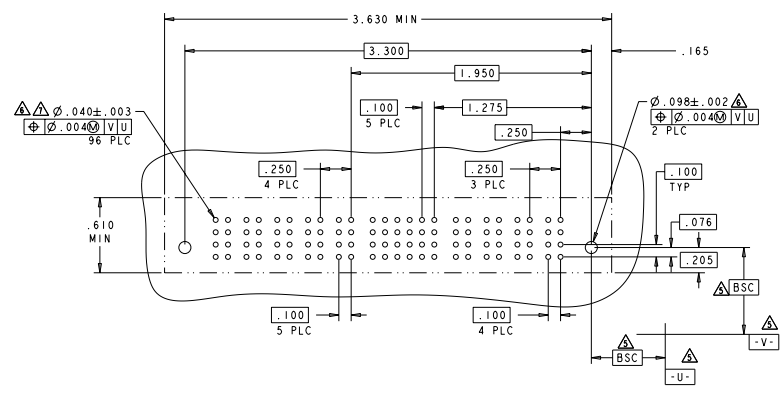 3.630 MIN
3.300
.165
1.950
6 7 Ø.040±.003
⌖ Ø.004Ⓜ V U
96 PLC
.100
5 PLC
1.275
Ø.098±.002 6
⌖ Ø.004Ⓜ V U
2 PLC
.250
.250
4 PLC
.250
3 PLC
.100
TYP
.610
MIN
.076
.205
5 BSC
.100
5 PLC
.100
4 PLC
5
-V-
5
BSC
5
-U-